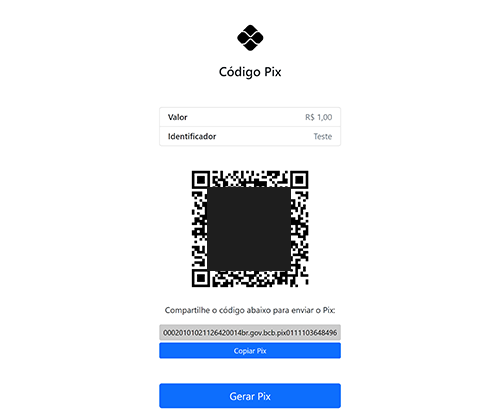 Código Pix
Valor R$ 1,00
Identificador Teste
Compartilhe o código abaixo para enviar o Pix:
00020101021126420014br.gov.bcb.pix0111103648496
Copiar Pix
Gerar Pix